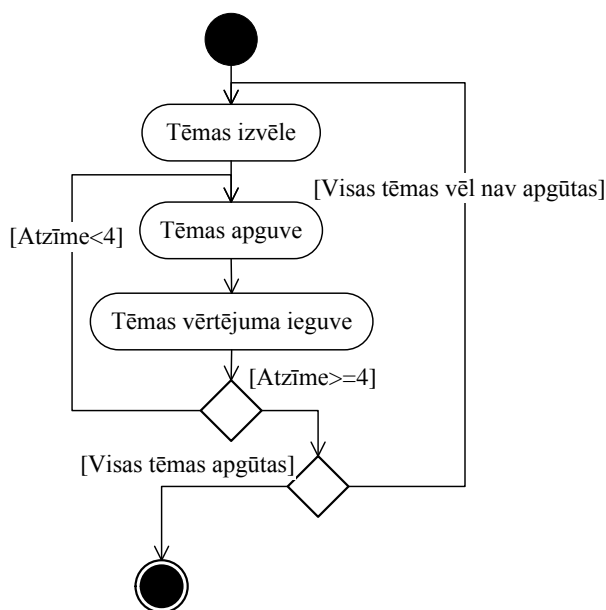 Tēmas izvēle
[Visas tēmas vēl nav apgūtas]
[Atzīme<4]
Tēmas apguve
Tēmas vērtējuma ieguve
[Atzīme>=4]
[Visas tēmas apgūtas]